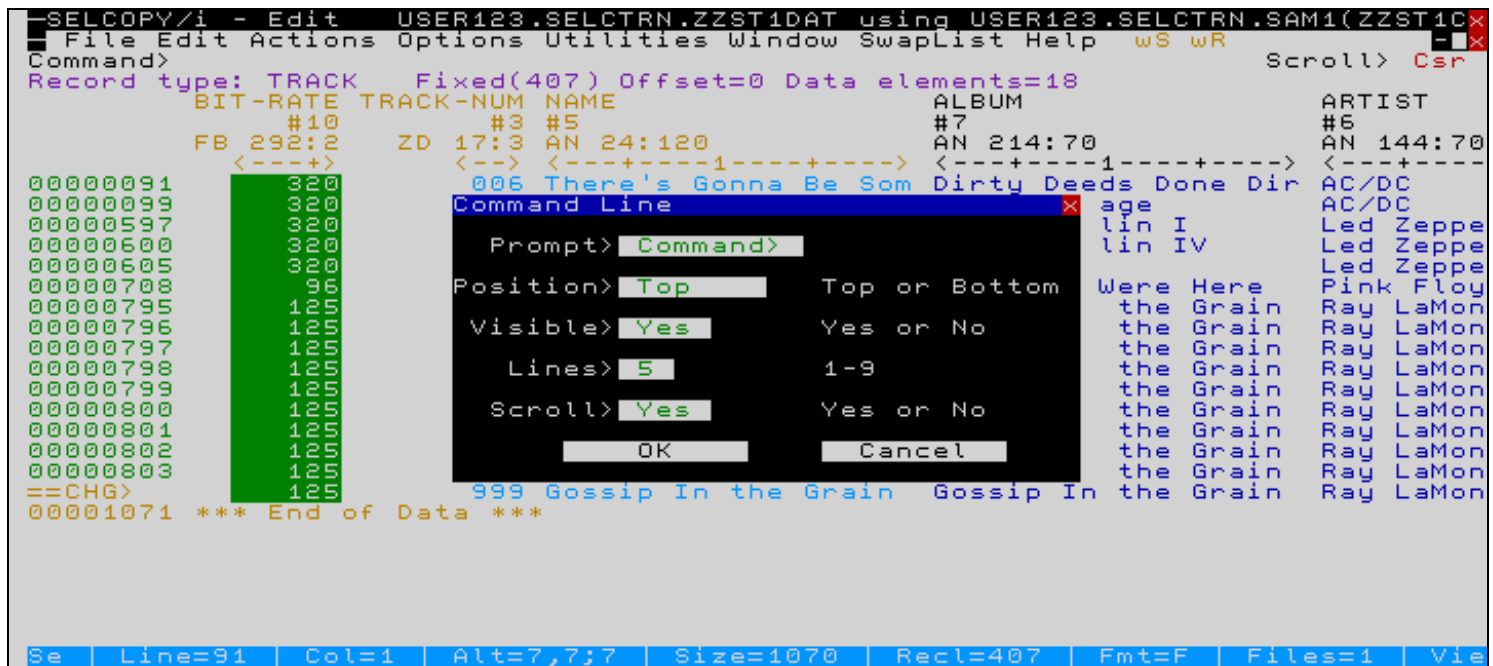 —SELCOPY/i - Edit   USER123.SELCTRN.ZZST1DAT using USER123.SELCTRN.SAM1(ZZST1C×
File Edit Actions Options Utilities Window SwapList Help  wS wR   - ×
Command>   Scroll> Csr
Record type: TRACK   Fixed(407) Offset=0 Data elements=18
BIT-RATE TRACK-NUM NAME   ALBUM   ARTIST
#10   #3 #5   #7   #6
FB 292:2   ZD 17:3 AN 24:120   AN 214:70   AN 144:70
<---+>   <--> <---+----1----+----> <---+----1----+----> <---+----
00000091   320   006 There's Gonna Be Som Dirty Deeds Done Dir AC/DC
00000099   320   Command Line ×   age   AC/DC
00000597   320   lin I   Led Zeppe
00000600   320   Prompt> Command>   lin IV   Led Zeppe
00000605   320   Led Zeppe
00000708   96   Position> Top   Top or Bottom   Were Here   Pink Floy
00000795   125   the Grain   Ray LaMon
00000796   125   Visible> Yes   Yes or No   the Grain   Ray LaMon
00000797   125   the Grain   Ray LaMon
00000798   125   Lines> 5   1-9   the Grain   Ray LaMon
00000799   125   the Grain   Ray LaMon
00000800   125   Scroll> Yes   Yes or No   the Grain   Ray LaMon
00000801   125   the Grain   Ray LaMon
00000802   125   OK   Cancel   the Grain   Ray LaMon
00000803   125   the Grain   Ray LaMon
==CHG>   125   999 Gossip In the Grain  Gossip In the Grain  Ray LaMon
00001071 *** End of Data ***
Se | Line=91 | Col=1 | Alt=7,7;7 | Size=1070 | Recl=407 | Fmt=F | Files=1 | Vie